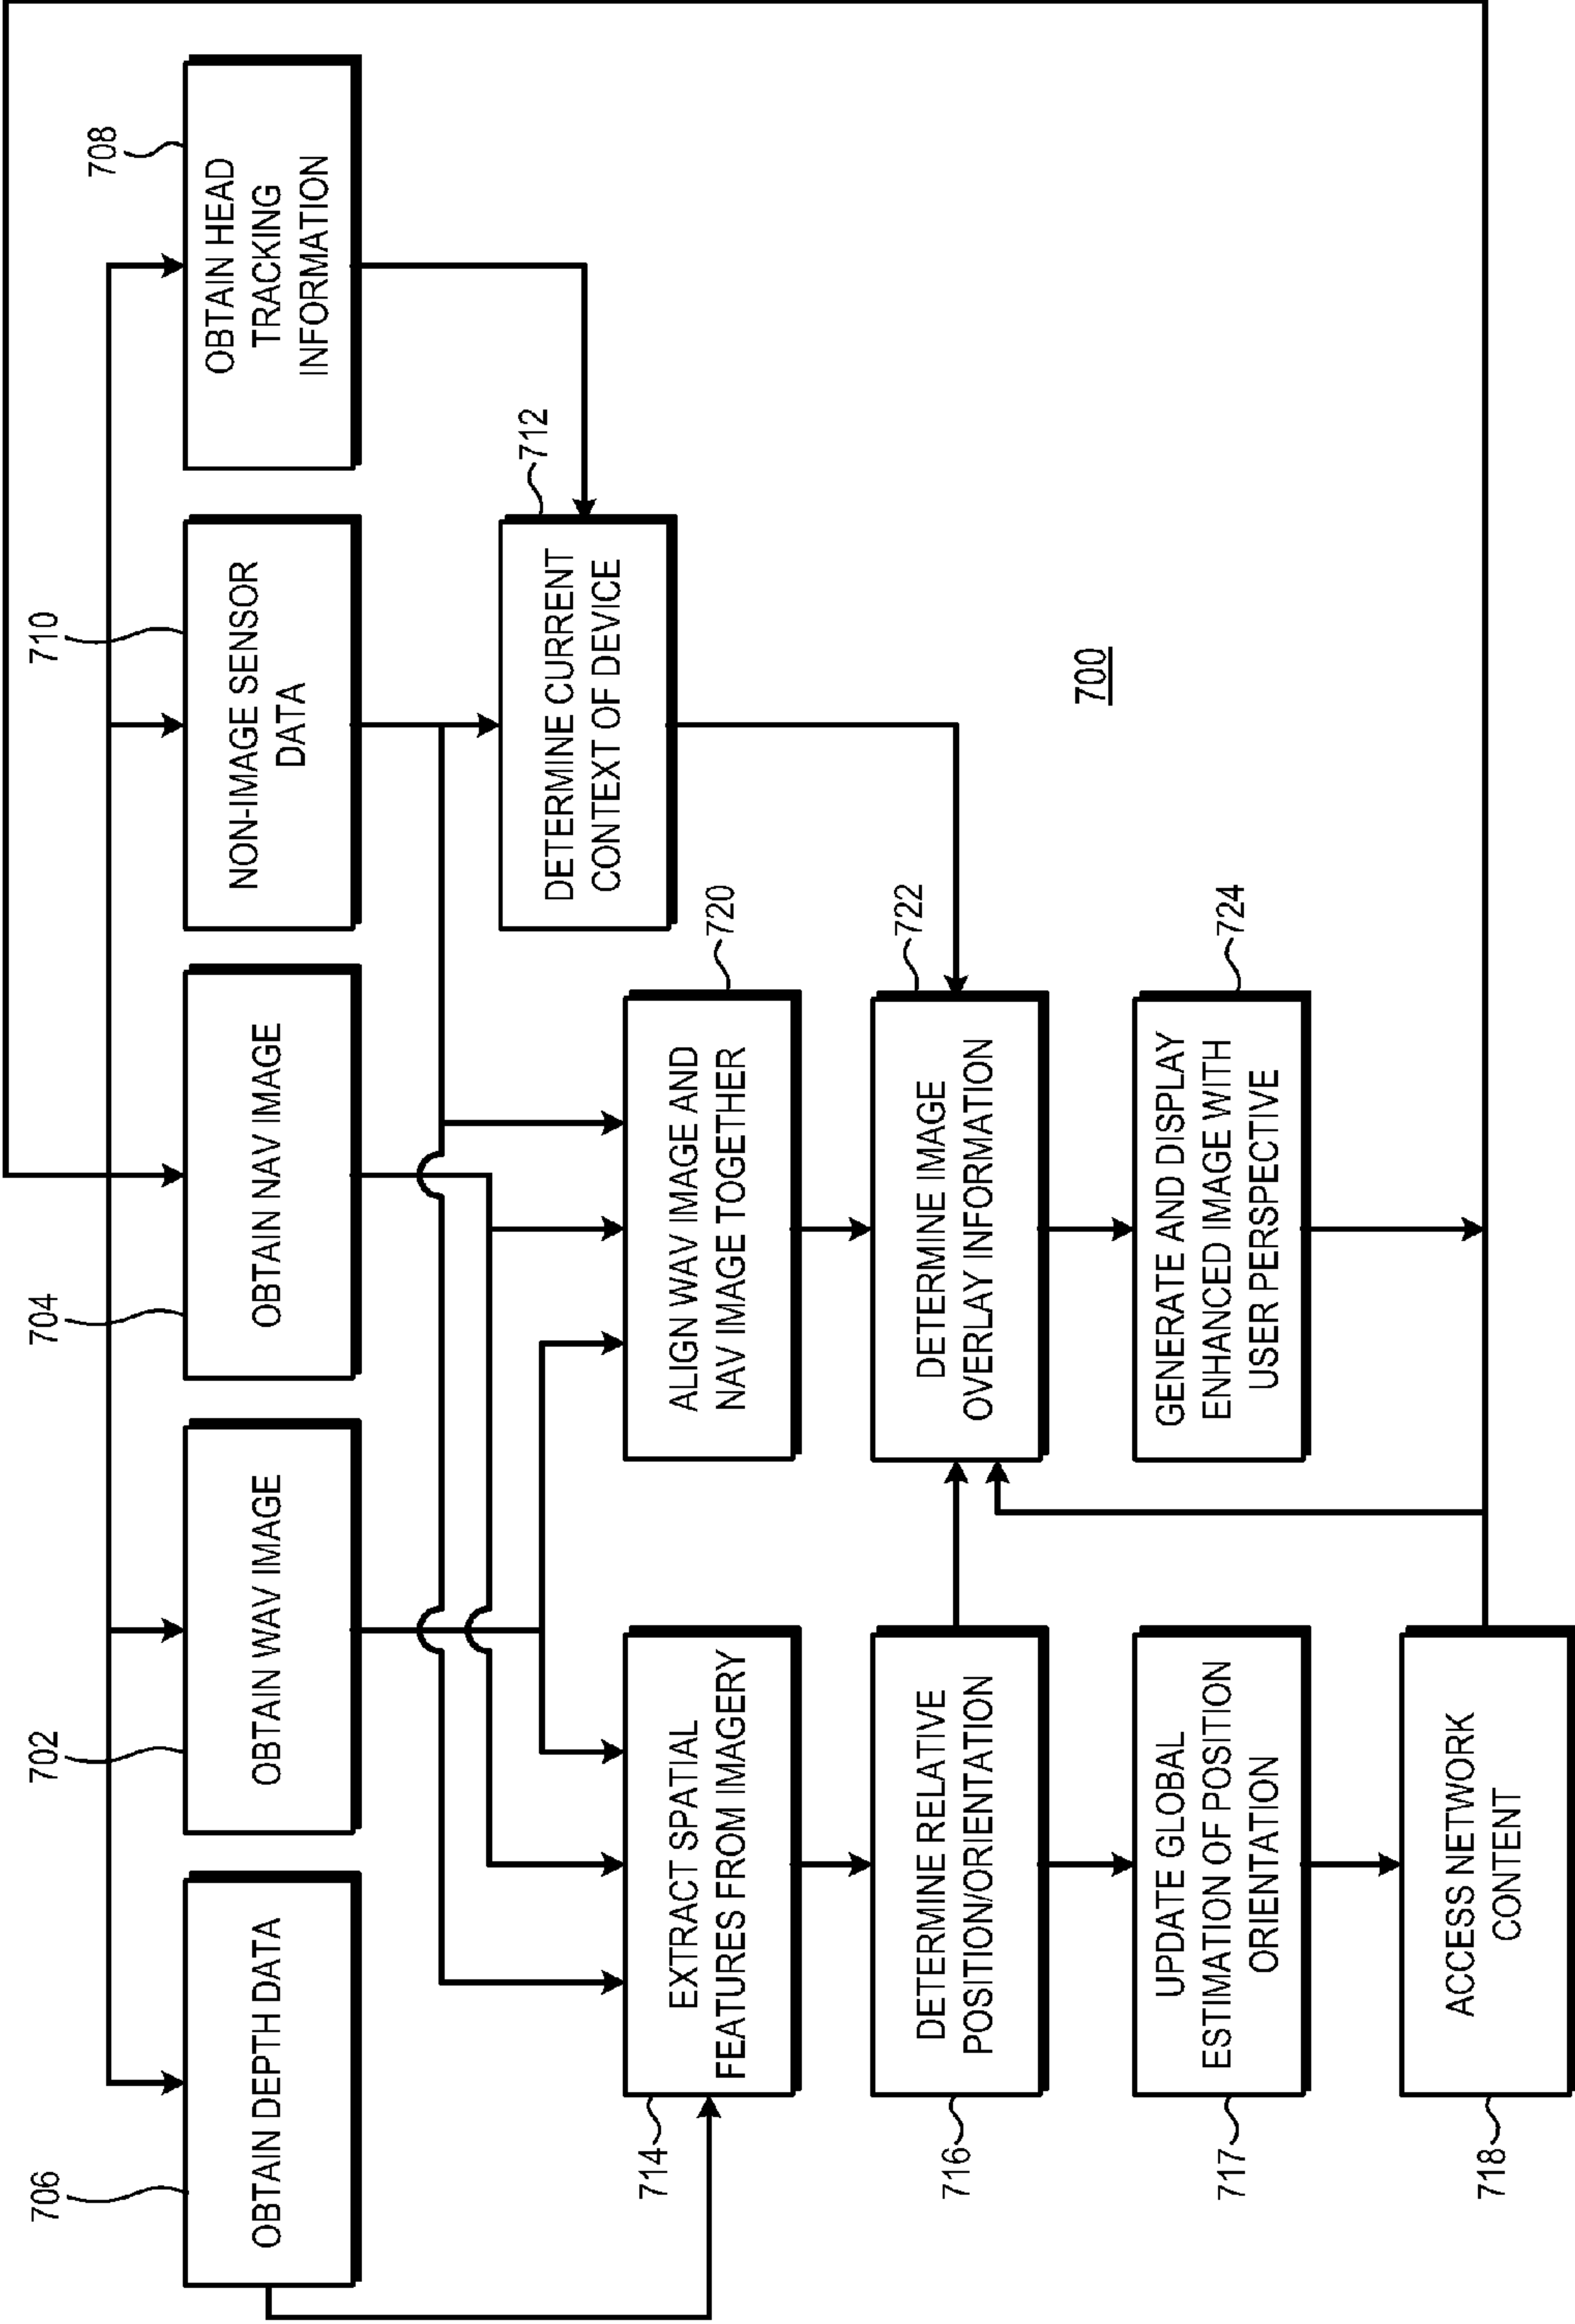 706
OBTAIN DEPTH DATA
702
OBTAIN WAV IMAGE
704
OBTAIN NAV IMAGE
710
NON-IMAGE SENSOR
DATA
708
OBTAIN HEAD
TRACKING
INFORMATION
712
DETERMINE CURRENT
CONTEXT OF DEVICE
714
EXTRACT SPATIAL
FEATURES FROM IMAGERY
720
ALIGN WAV IMAGE AND
NAV IMAGE TOGETHER
716
DETERMINE RELATIVE
POSITION/ORIENTATION
722
DETERMINE IMAGE
OVERLAY INFORMATION
717
UPDATE GLOBAL
ESTIMATION OF POSITION
ORIENTATION
724
GENERATE AND DISPLAY
ENHANCED IMAGE WITH
USER PERSPECTIVE
700
718
ACCESS NETWORK
CONTENT